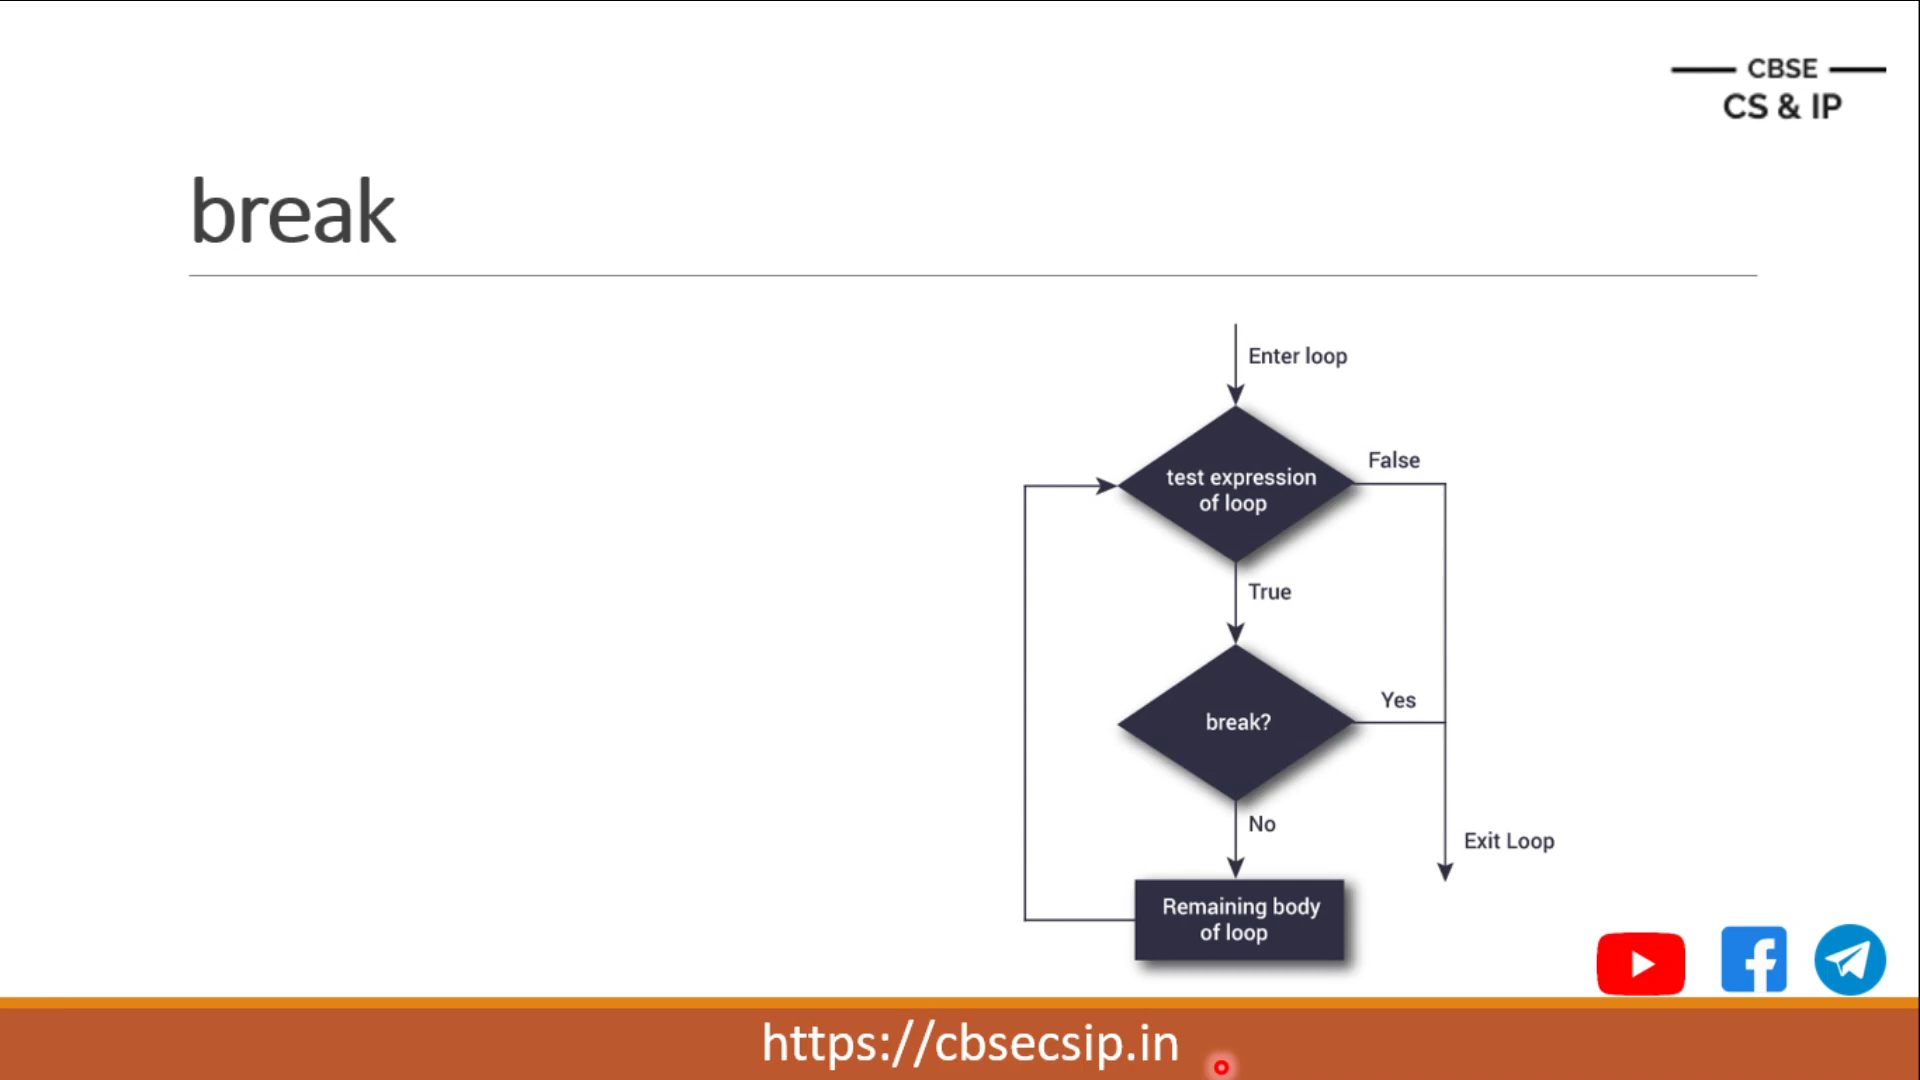 CBSE
CS & IP
break
Enter loop
test expression
of loop
False
True
break?
Yes
No
Exit Loop
Remaining body
of loop
https://cbsecsip.in